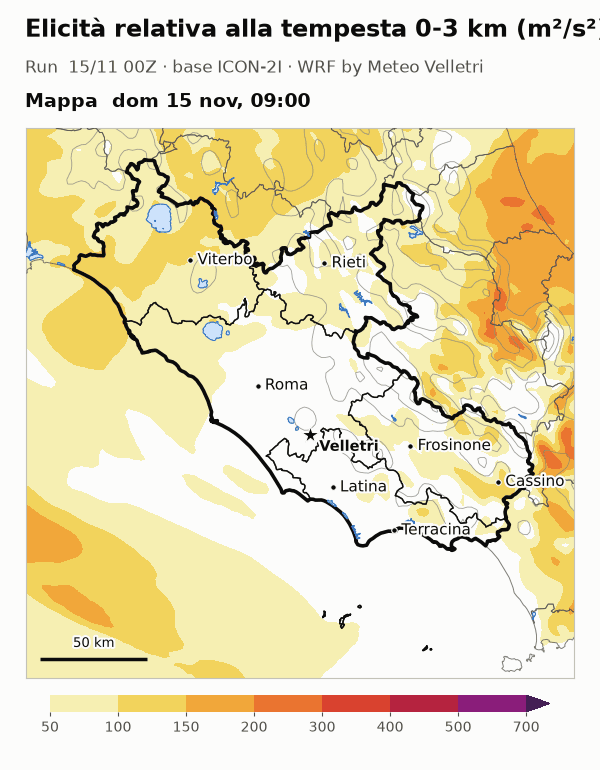 Elicità relativa alla tempesta 0-3 km (m²/s²)
Run 15/11 00Z · base ICON-2I · WRF by Meteo Velletri
Mappa dom 15 nov, 09:00
Viterbo
Rieti
Roma
Velletri
Frosinone
Cassino
Latina
Terracina
50 km
50 100 150 200 300 400 500 700